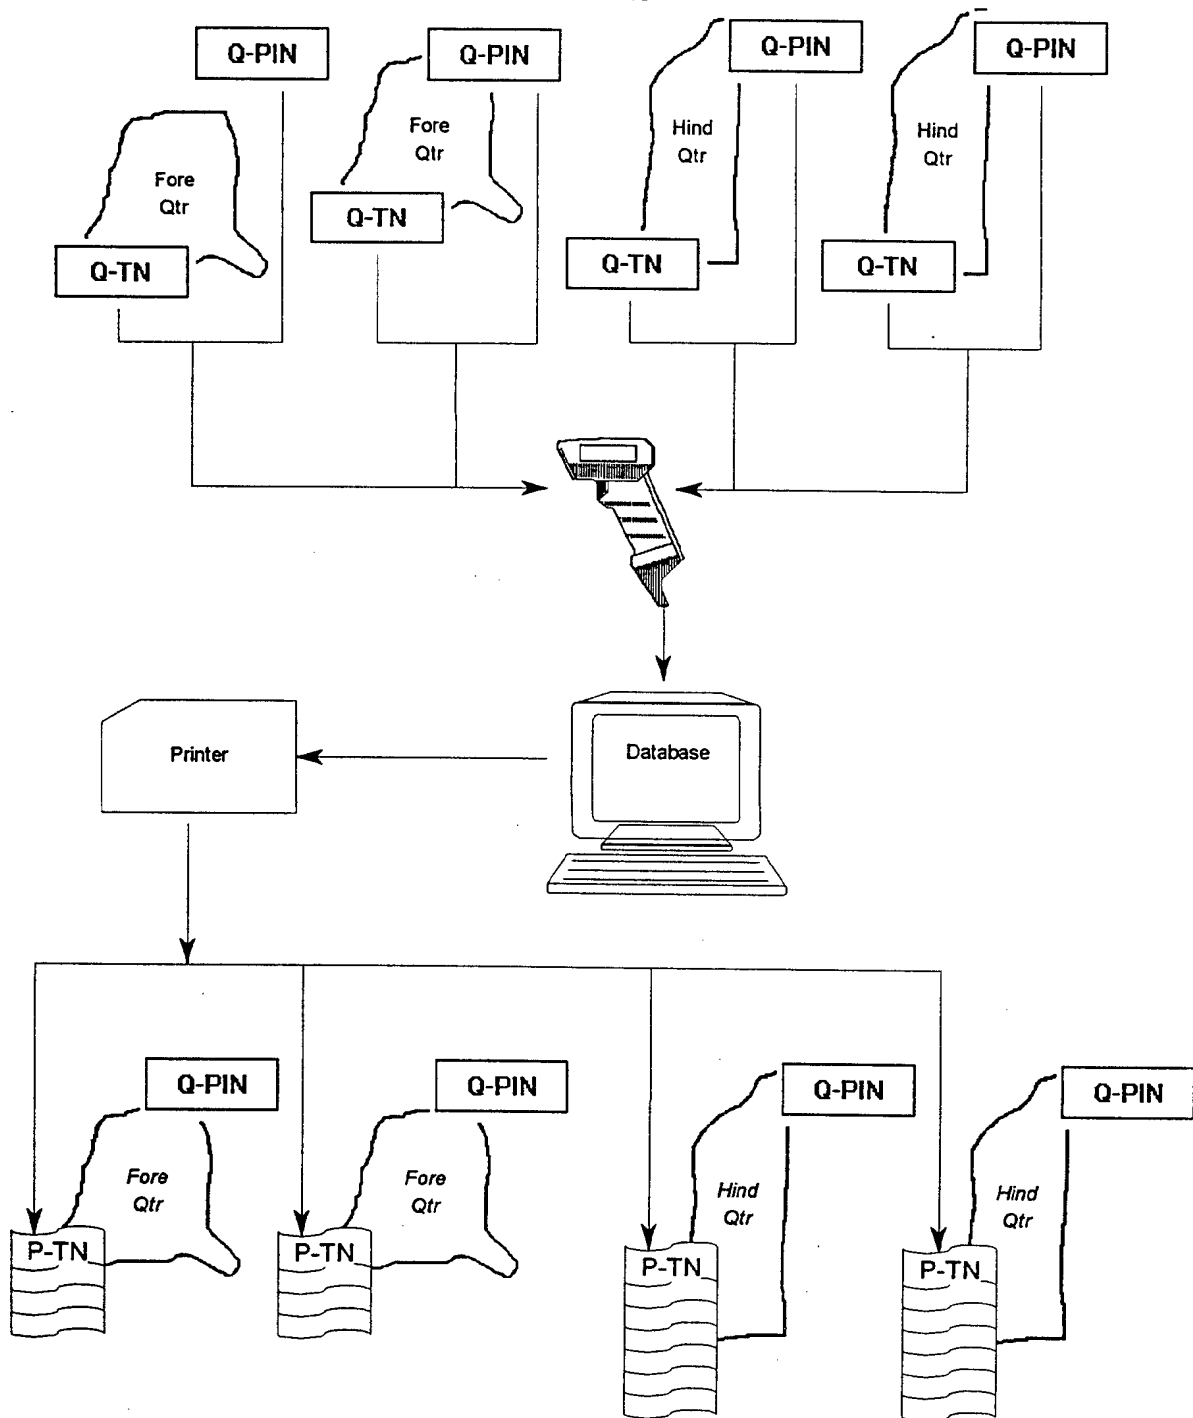 Q-PIN
Q-PIN
Q-PIN
Q-PIN
Fore
Qtr
Fore
Qtr
Hind
Qtr
Hind
Qtr
Q-TN
Q-TN
Q-TN
Q-TN
Printer
Database
Q-PIN
Q-PIN
Q-PIN
Q-PIN
Fore
Qtr
Fore
Qtr
Hind
Qtr
Hind
Qtr
P-TN
P-TN
P-TN
P-TN